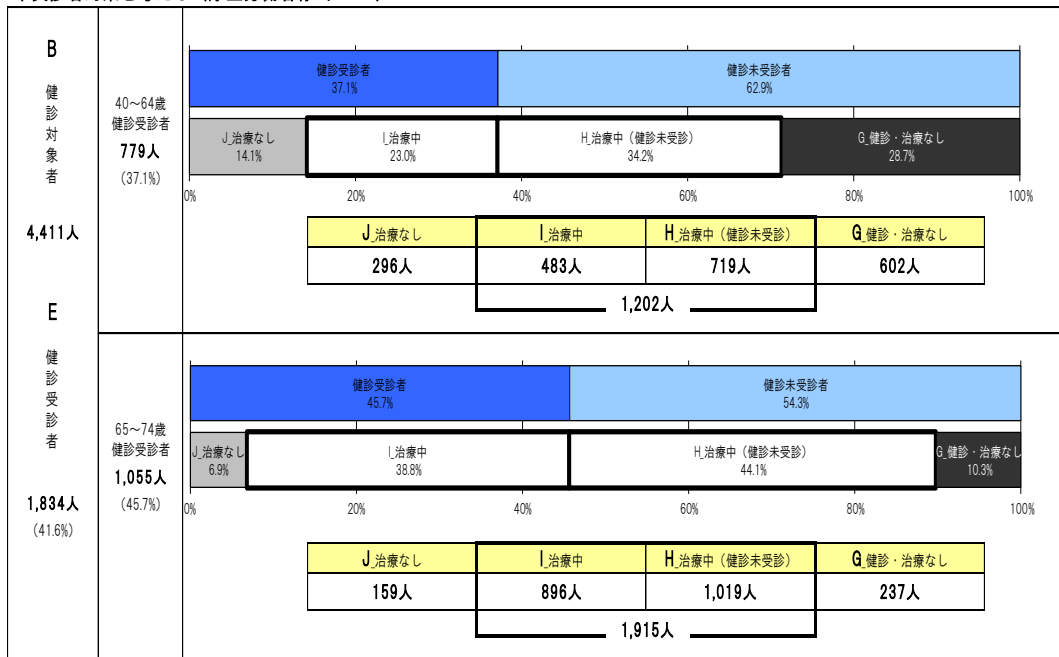 B
健診対象者
4,411人
E
健診受診者
1,834人
(41.6%)
40～64歳
健診受診者
779人
(37.1%)
健診受診者
37.1%
健診未受診者
62.9%
J_治療なし
14.1%
I_治療中
23.0%
H_治療中（健診未受診）
34.2%
G_健診・治療なし
28.7%
0% 20% 40% 60% 80% 100%
J_治療なし I_治療中 H_治療中（健診未受診） G_健診・治療なし
296人 483人 719人 602人
1,202人
65～74歳
健診受診者
1,055人
(45.7%)
健診受診者
45.7%
健診未受診者
54.3%
J_治療なし
6.9%
I_治療中
38.8%
H_治療中（健診未受診）
44.1%
G_健診・治療なし
10.3%
0% 20% 40% 60% 80% 100%
J_治療なし I_治療中 H_治療中（健診未受診） G_健診・治療なし
159人 896人 1,019人 237人
1,915人